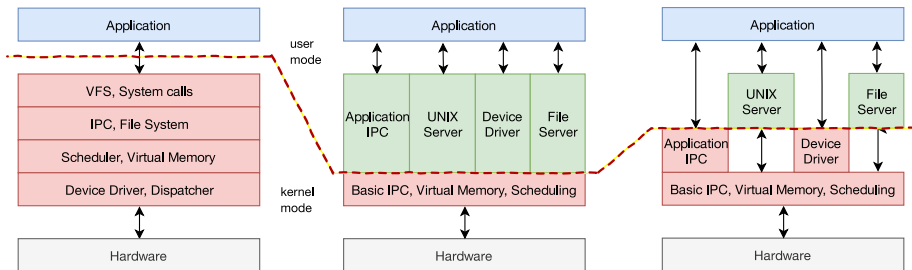 Application
VFS, System calls
IPC, File System
Scheduler, Virtual Memory
Device Driver, Dispatcher
Hardware
user
mode
kernel
mode
Application
Application
IPC
UNIX
Server
Device
Driver
File
Server
Basic IPC, Virtual Memory, Scheduling
Hardware
Application
UNIX
Server
File
Server
Application
IPC
Device
Driver
Basic IPC, Virtual Memory, Scheduling
Hardware